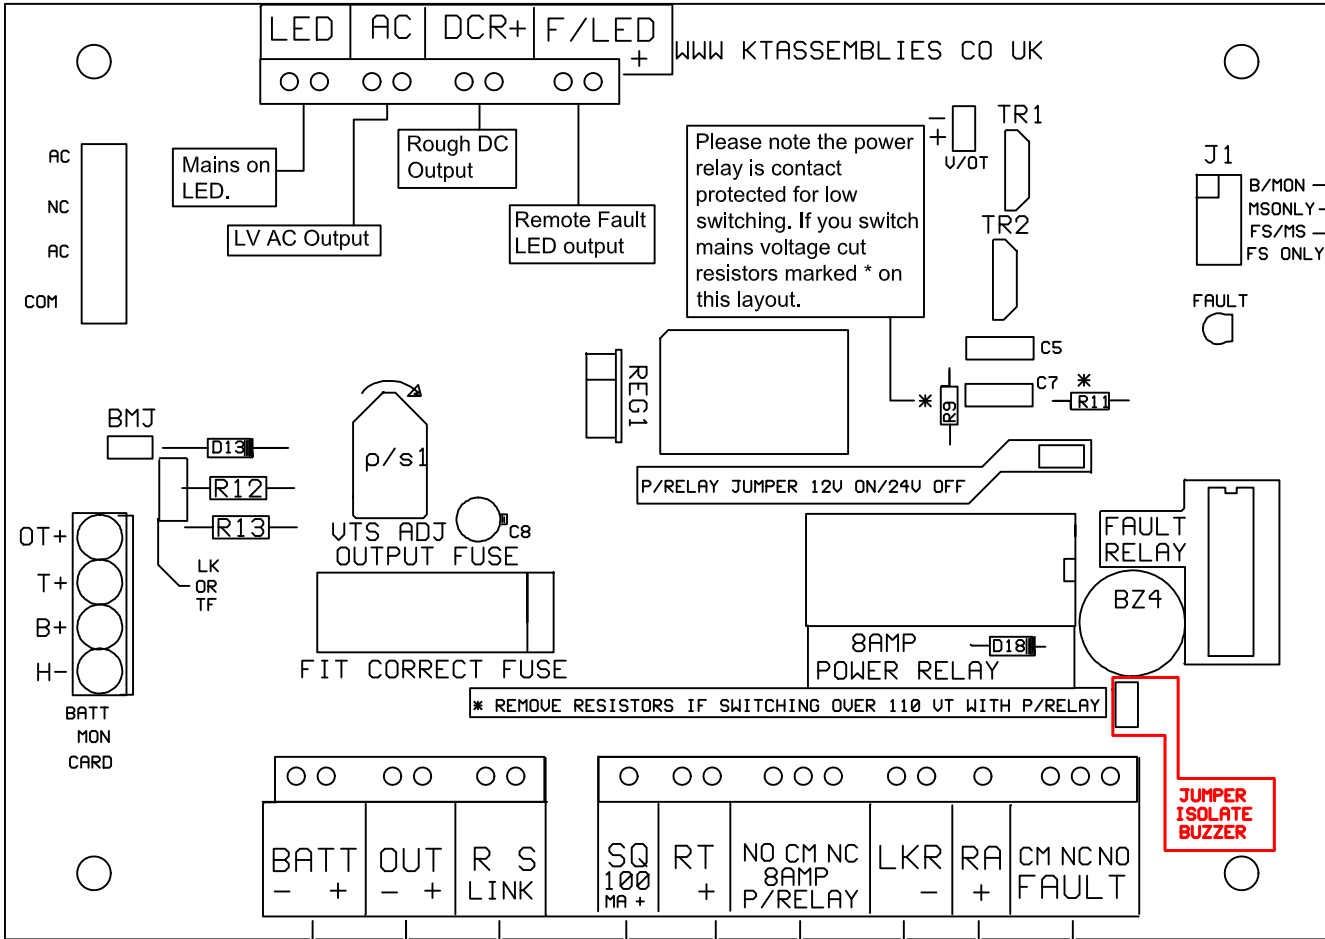 LED AC DCR+ F/LED +
WWW KTASSEMBLIES CO UK
Mains on
LED.
Rough DC
Output
LV AC Output
Remote Fault
LED output
Please note the power
relay is contact
protected for low
switching. If you switch
mains voltage cut
resistors marked * on
this layout.
-
+
V/OT
TR1
TR2
J1
B/MON
MSONLY
FS/MS
FS ONLY
FAULT
AC
NC
AC
COM
C5
C7
*
R11
* R9
REG1
BMJ
D13
R12
R13
p/s1
VTS ADJ
C8
OUTPUT FUSE
FIT CORRECT FUSE
LK
OR
TF
OT+
T+
B+
H-
BATT
MON
CARD
P/RELAY JUMPER 12V ON/24V OFF
FAULT
RELAY
BZ4
8AMP
POWER RELAY
D18
* REMOVE RESISTORS IF SWITCHING OVER 110 VT WITH P/RELAY
JUMPER
ISOLATE
BUZZER
BATT
- +
OUT
- +
R S
LINK
SQ
100
MA +
RT
+
NO CM NC
8AMP
P/RELAY
LKR
-
RA
+
CM NC NO
FAULT